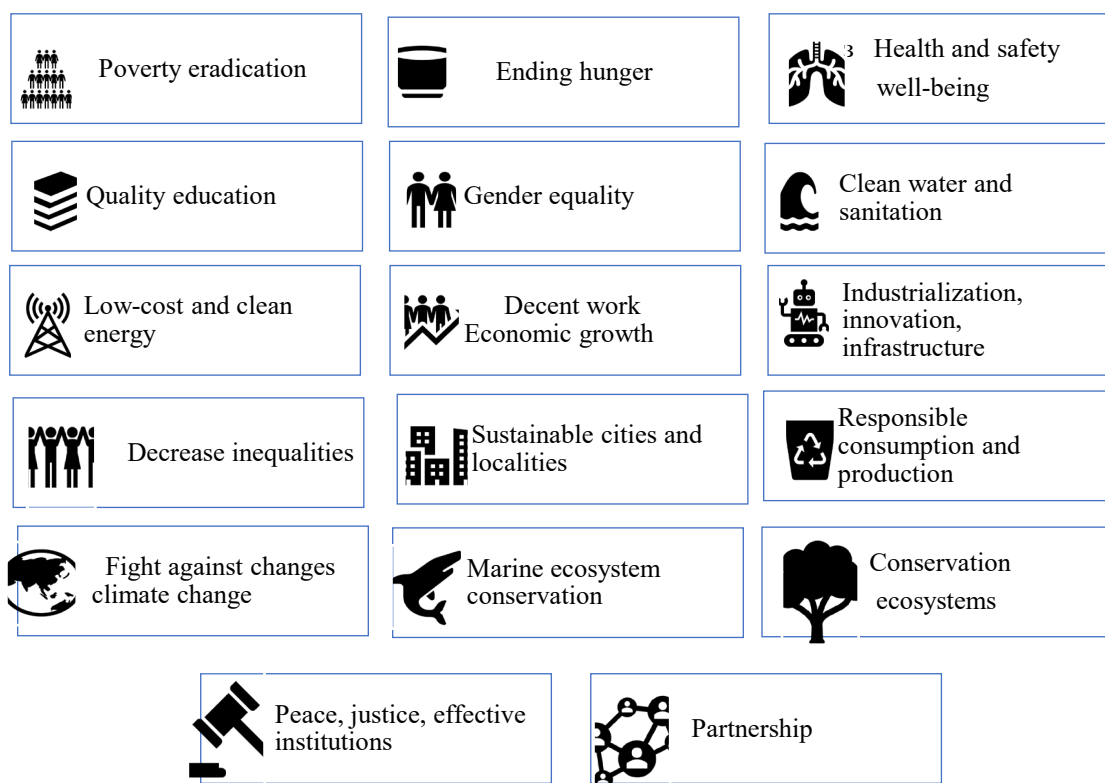 Poverty eradication
Ending hunger
3
Health and safety
well-being
Quality education
Gender equality
Clean water and
sanitation
Low-cost and clean
energy
Decent work
Economic growth
Industrialization,
innovation,
infrastructure
Decrease inequalities
Sustainable cities and
localities
Responsible
consumption and
production
Fight against changes
climate change
Marine ecosystem
conservation
Conservation
ecosystems
Peace, justice, effective
institutions
Partnership